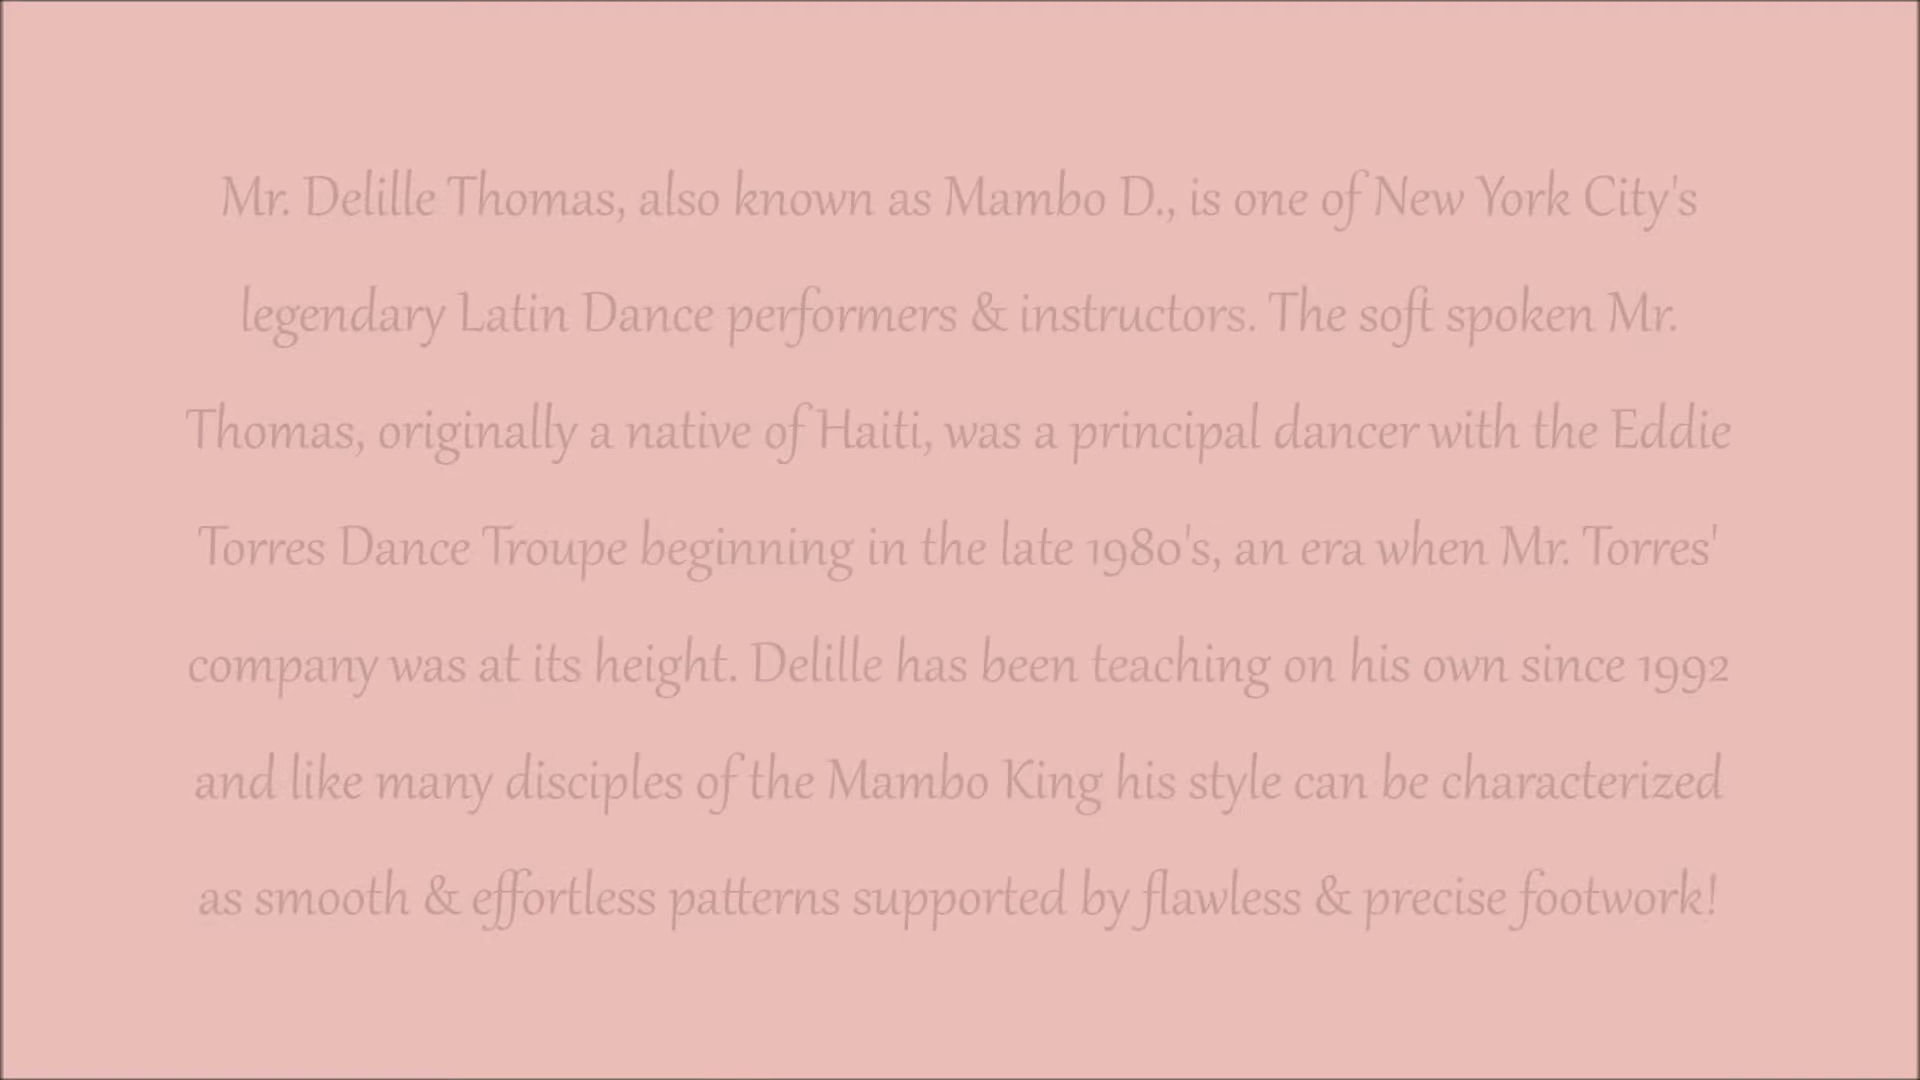 Mr. Delille Thomas, also known as Mambo D., is one of New York City's
legendary Latin Dance performers & instructors. The soft spoken Mr.
Thomas, originally a native of Haiti, was a principal dancer with the Eddie
Torres Dance Troupe beginning in the late 1980's, an era when Mr. Torres'
company was at its height. Delille has been teaching on his own since 1992
and like many disciples of the Mambo King his style can be characterized
as smooth & effortless patterns supported by flawless & precise footwork!